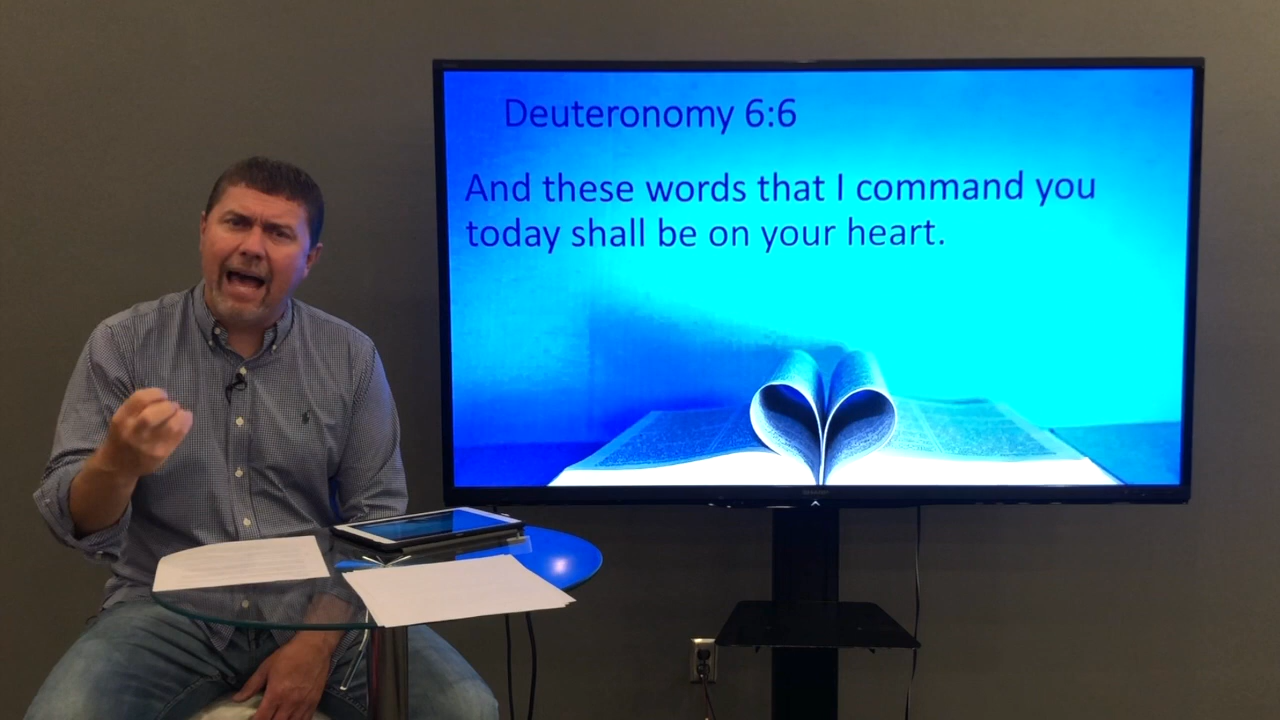 Deuteronomy 6:6
And these words that I command you
today shall be on your heart.